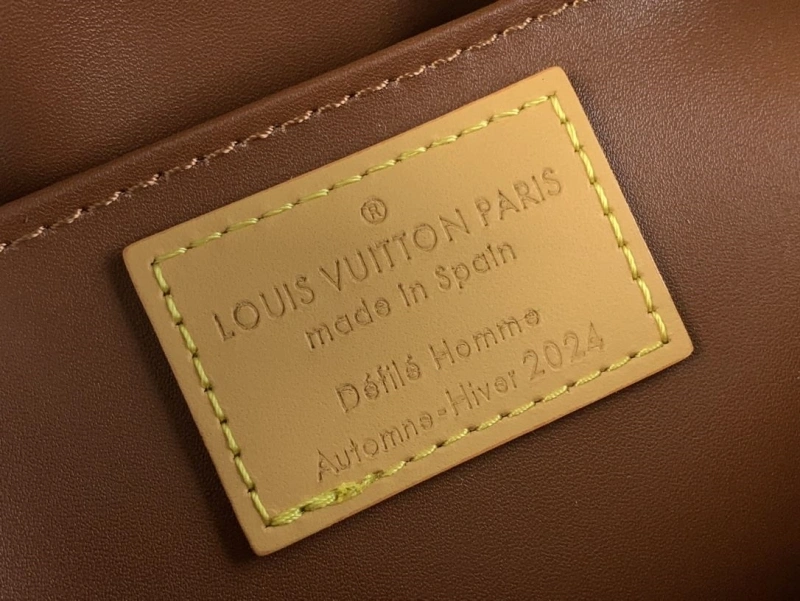 ®
LOUIS VUITTON PARIS
made in Spain
Défilé Homme
Automne-Hiver 2024